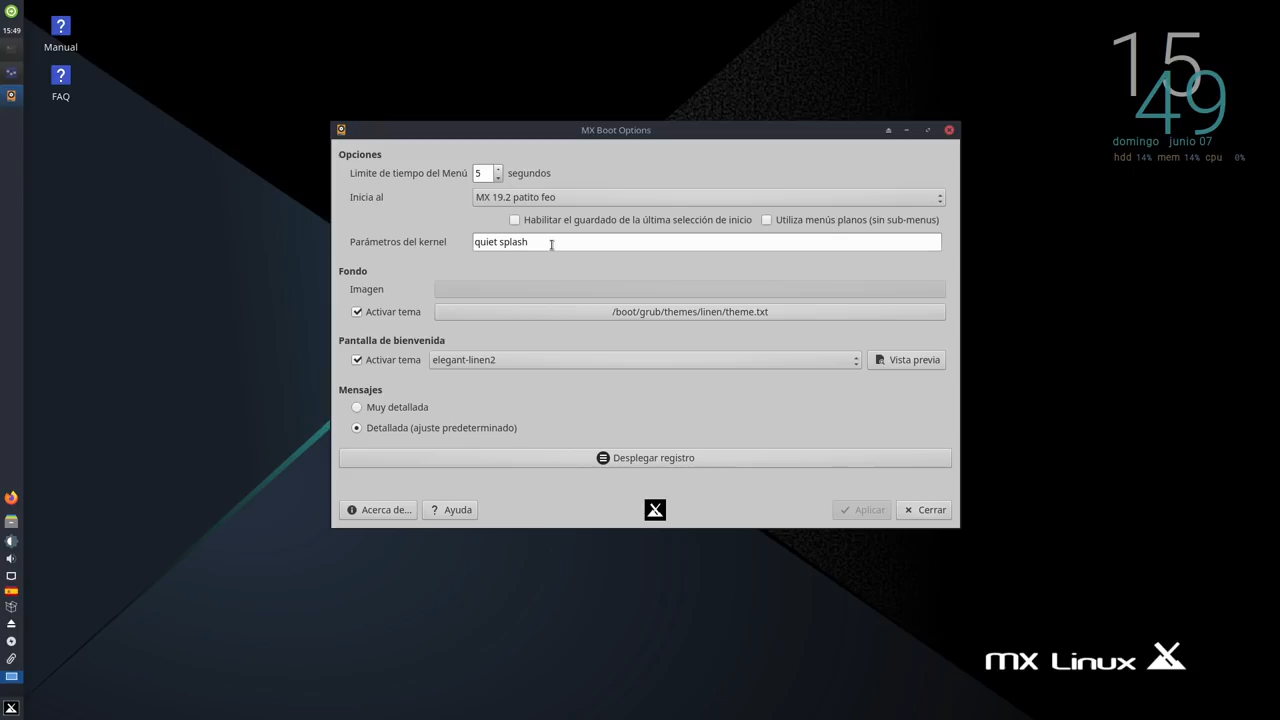 15:49
Manual
FAQ
15
49
domingo junio 07
hdd 14% mem 14% cpu 0%
MX Boot Options
Opciones
Limite de tiempo del Menú 5 segundos
Inicia al MX 19.2 patito feo
Habilitar el guardado de la última selección de inicio Utiliza menús planos (sin sub-menus)
Parámetros del kernel quiet splash
Fondo
Imagen
Activar tema /boot/grub/themes/linen/theme.txt
Pantalla de bienvenida
Activar tema elegant-linen2 Vista previa
Mensajes
Muy detallada
Detallada (ajuste predeterminado)
Desplegar registro
Acerca de... Ayuda Aplicar Cerrar
MX Linux